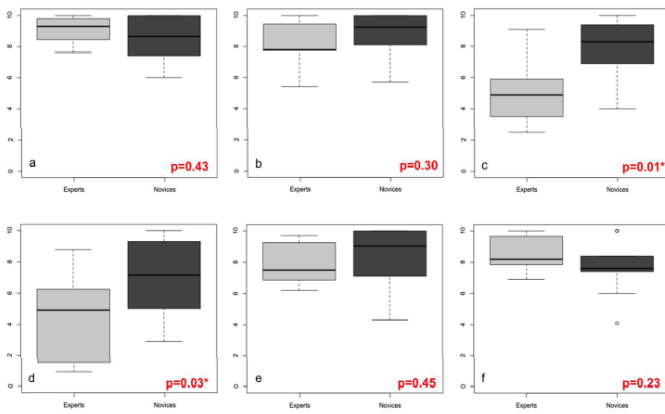 10
8
6
4
2
0
a
p=0.43
Experts
Novices
10
8
6
4
2
0
b
p=0.30
Experts
Novices
10
8
6
4
2
0
c
p=0.01*
Experts
Novices
10
8
6
4
2
0
d
p=0.03*
Experts
Novices
10
8
6
4
2
0
e
p=0.45
Experts
Novices
10
8
6
4
2
0
f
p=0.23
Experts
Novices